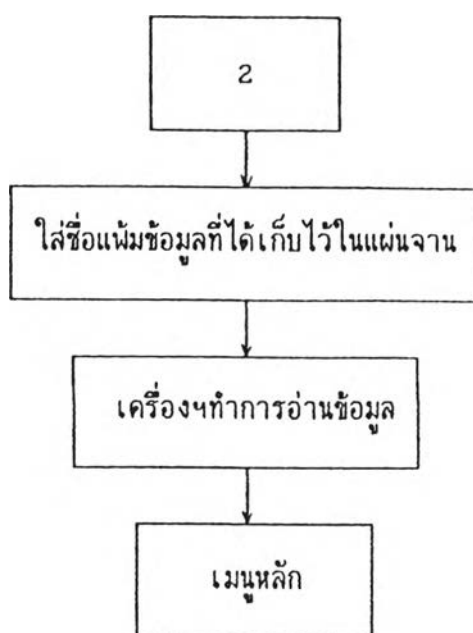 2
ใส่ชื่อแฟ้มข้อมูลที่ได้เก็บไว้ในแผ่นจาน
เครื่องฯทำการอ่านข้อมูล
เมนูหลัก